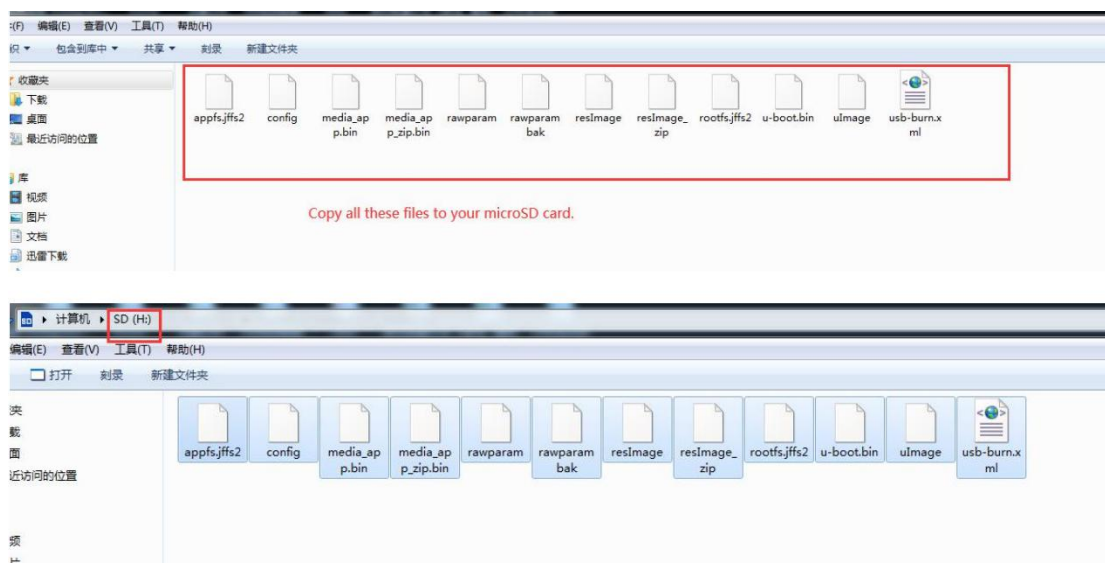 :(F) 编辑(E) 查看(V) 工具(T) 帮助(H)
包含到库中 共享 刻录 新建文件夹
收藏夹
下载
桌面
最近访问的位置
库
视频
图片
文档
迅雷下载
appfs.jffs2 config media_ap media_ap rawparam rawparam resImage resImage_ rootfs.jffs2 u-boot.bin uImage usb-burn.x
p.bin p_zip.bin bak zip ml
Copy all these files to your microSD card.
计算机 SD (H:)
编辑(E) 查看(V) 工具(T) 帮助(H)
打开 刻录 新建文件夹
夹
载
面
近访问的位置
频
appfs.jffs2 config media_ap media_ap rawparam rawparam resImage resImage_ rootfs.jffs2 u-boot.bin uImage usb-burn.x
p.bin p_zip.bin bak zip ml